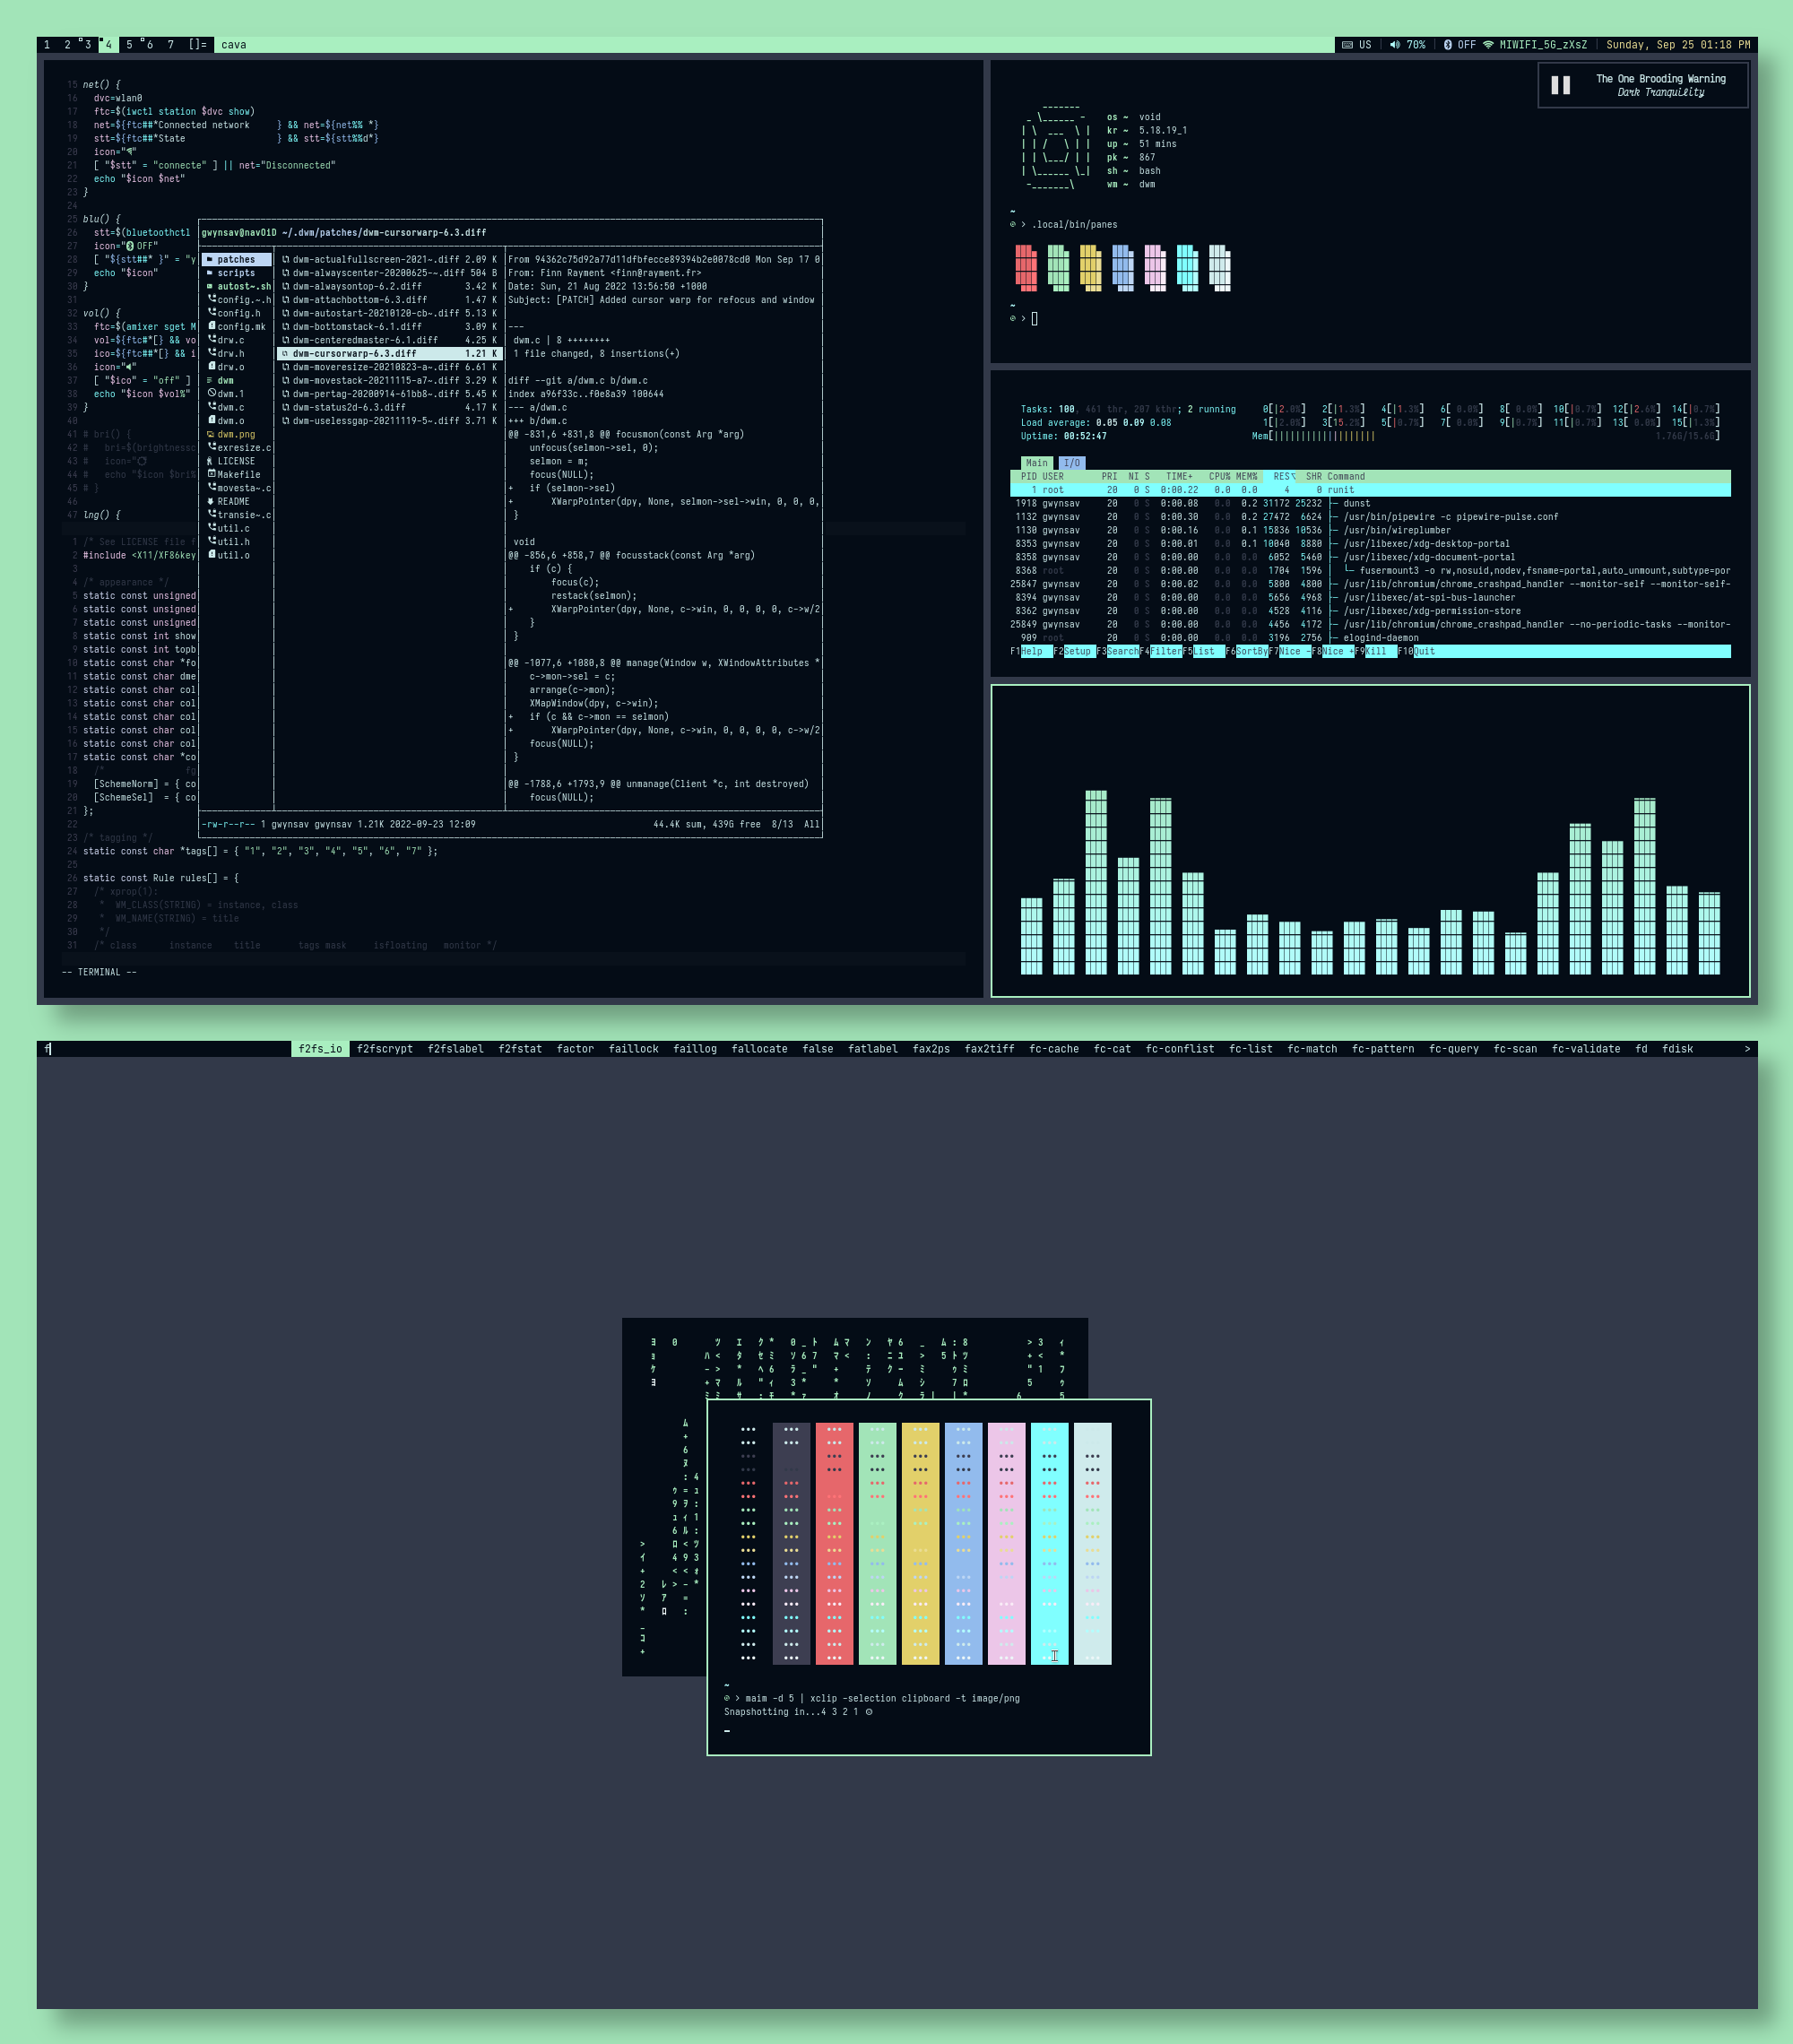 1 2 3 4 5 6 7 []= cava
US 70% OFF MIWIFI_5G_zXsZ Sunday, Sep 25 01:18 PM
The One Brooding Warning
Dark Tranquility
15 net() {
16 dvc=wlan0
17 ftc=$(iwctl station $dvc show)
18 net=${ftc##*Connected network } && net=${net%% *}
19 stt=${ftc##*State } && stt=${stt%%d*}
20 icon=""
21 [ "$stt" = "connecte" ] || net="Disconnected"
22 echo "$icon $net"
23 }
24
25 blu() {
26 stt=$(bluetoothctl
27 icon=" OFF"
28 [ "${stt##* }" = "y
29 echo "$icon"
30 }
31
32 vol() {
33 ftc=$(amixer sget M
34 vol=${ftc#*[} && vo
35 ico=${ftc##*[} && i
36 icon=""
37 [ "$ico" = "off" ]
38 echo "$icon $vol%"
39 }
40
41 # bri() {
42 # bri=$(brightnessc
43 # icon=""
44 # echo "$icon $bri%
45 # }
46
47 lng() {
1 /* See LICENSE file f
2 #include <X11/XF86key
3
4 /* appearance */
5 static const unsigned
6 static const unsigned
7 static const unsigned
8 static const int show
9 static const int topb
10 static const char *fo
11 static const char dme
12 static const char col
13 static const char col
14 static const char col
15 static const char col
16 static const char col
17 static const char *co
18 /* fg
19 [SchemeNorm] = { co
20 [SchemeSel] = { co
21 };
22
23 /* tagging */
24 static const char *tags[] = { "1", "2", "3", "4", "5", "6", "7" };
25
26 static const Rule rules[] = {
27 /* xprop(1):
28 * WM_CLASS(STRING) = instance, class
29 * WM_NAME(STRING) = title
30 */
31 /* class instance title tags mask isfloating monitor */
-- TERMINAL --
gwynsav@navOiD ~/.dwm/patches/dwm-cursorwarp-6.3.diff
patches
scripts
autost~.sh
config.~.h
config.h
config.mk
drw.c
drw.h
drw.o
dwm
dwm.1
dwm.c
dwm.o
dwm.png
exresize.c
LICENSE
Makefile
movesta~.c
README
transie~.c
util.c
util.h
util.o
dwm-actualfullscreen-2021~.diff 2.09 K
dwm-alwayscenter-20200625-~.diff 504 B
dwm-alwaysontop-6.2.diff 3.42 K
dwm-attachbottom-6.3.diff 1.47 K
dwm-autostart-20210120-cb~.diff 5.13 K
dwm-bottomstack-6.1.diff 3.09 K
dwm-centeredmaster-6.1.diff 4.25 K
dwm-cursorwarp-6.3.diff 1.21 K
dwm-moveresize-20210823-a~.diff 6.61 K
dwm-movestack-20211115-a7~.diff 3.29 K
dwm-pertag-20200914-61bb8~.diff 5.45 K
dwm-status2d-6.3.diff 4.17 K
dwm-uselessgap-20211119-5~.diff 3.71 K
From 94362c75d92a77d11dfbfecce89394b2e0078cd0 Mon Sep 17 0
From: Finn Rayment <finn@rayment.fr>
Date: Sun, 21 Aug 2022 13:56:50 +1000
Subject: [PATCH] Added cursor warp for refocus and window
---
dwm.c | 8 ++++++++
1 file changed, 8 insertions(+)
diff --git a/dwm.c b/dwm.c
index a96f33c..f0e8a39 100644
--- a/dwm.c
+++ b/dwm.c
@@ -831,6 +831,8 @@ focusmon(const Arg *arg)
unfocus(selmon->sel, 0);
selmon = m;
focus(NULL);
+ if (selmon->sel)
+ XWarpPointer(dpy, None, selmon->sel->win, 0, 0, 0,
}
void
@@ -856,6 +858,7 @@ focusstack(const Arg *arg)
if (c) {
focus(c);
restack(selmon);
+ XWarpPointer(dpy, None, c->win, 0, 0, 0, 0, c->w/2
}
}
@@ -1077,6 +1080,8 @@ manage(Window w, XWindowAttributes *
c->mon->sel = c;
arrange(c->mon);
XMapWindow(dpy, c->win);
+ if (c && c->mon == selmon)
+ XWarpPointer(dpy, None, c->win, 0, 0, 0, 0, c->w/2
focus(NULL);
}
@@ -1788,6 +1793,9 @@ unmanage(Client *c, int destroyed)
focus(NULL);
-rw-r--r-- 1 gwynsav gwynsav 1.21K 2022-09-23 12:09 44.4K sum, 439G free 8/13 All
os ~ void
kr ~ 5.18.19_1
up ~ 51 mins
pk ~ 867
sh ~ bash
wm ~ dwm
~
> .local/bin/panes
~
>
Tasks: 100, 461 thr, 207 kthr; 2 running 0[|2.0%] 2[|1.3%] 4[|1.3%] 6[ 0.0%] 8[ 0.0%] 10[|0.7%] 12[|2.6%] 14[|0.7%]
Load average: 0.05 0.09 0.08 1[|2.0%] 3[15.2%] 5[|0.7%] 7[ 0.0%] 9[|0.7%] 11[|0.7%] 13[ 0.0%] 15[|1.3%]
Uptime: 00:52:47 Mem[||||||||||||||||||| 1.76G/15.6G]
Main I/O
PID USER PRI NI S TIME+ CPU% MEM% RES▽ SHR Command
1 root 20 0 S 0:00.22 0.0 0.0 4 0 runit
1918 gwynsav 20 0 S 0:00.08 0.0 0.2 31172 25232 ├─ dunst
1132 gwynsav 20 0 S 0:00.30 0.0 0.2 27472 6624 ├─ /usr/bin/pipewire -c pipewire-pulse.conf
1130 gwynsav 20 0 S 0:00.16 0.0 0.1 15836 10536 ├─ /usr/bin/wireplumber
8353 gwynsav 20 0 S 0:00.01 0.0 0.1 10040 8880 ├─ /usr/libexec/xdg-desktop-portal
8358 gwynsav 20 0 S 0:00.00 0.0 0.0 6052 5460 ├─ /usr/libexec/xdg-document-portal
8368 root 20 0 S 0:00.00 0.0 0.0 1704 1596 │ └─ fusermount3 -o rw,nosuid,nodev,fsname=portal,auto_unmount,subtype=por
25847 gwynsav 20 0 S 0:00.02 0.0 0.0 5800 4800 ├─ /usr/lib/chromium/chrome_crashpad_handler --monitor-self --monitor-self-
8394 gwynsav 20 0 S 0:00.00 0.0 0.0 5656 4968 ├─ /usr/libexec/at-spi-bus-launcher
8362 gwynsav 20 0 S 0:00.00 0.0 0.0 4528 4116 ├─ /usr/libexec/xdg-permission-store
25849 gwynsav 20 0 S 0:00.00 0.0 0.0 4456 4172 ├─ /usr/lib/chromium/chrome_crashpad_handler --no-periodic-tasks --monitor-
909 root 20 0 S 0:00.00 0.0 0.0 3196 2756 ├─ elogind-daemon
F1Help F2Setup F3SearchF4FilterF5List F6SortByF7Nice -F8Nice +F9Kill F10Quit
f f2fs_io f2fscrypt f2fslabel f2fstat factor faillock faillog fallocate false fatlabel fax2ps fax2tiff fc-cache fc-cat fc-conflist fc-list fc-match fc-pattern fc-query fc-scan fc-validate fd fdisk >
~
> maim -d 5 | xclip -selection clipboard -t image/png
Snapshotting in...4 3 2 1